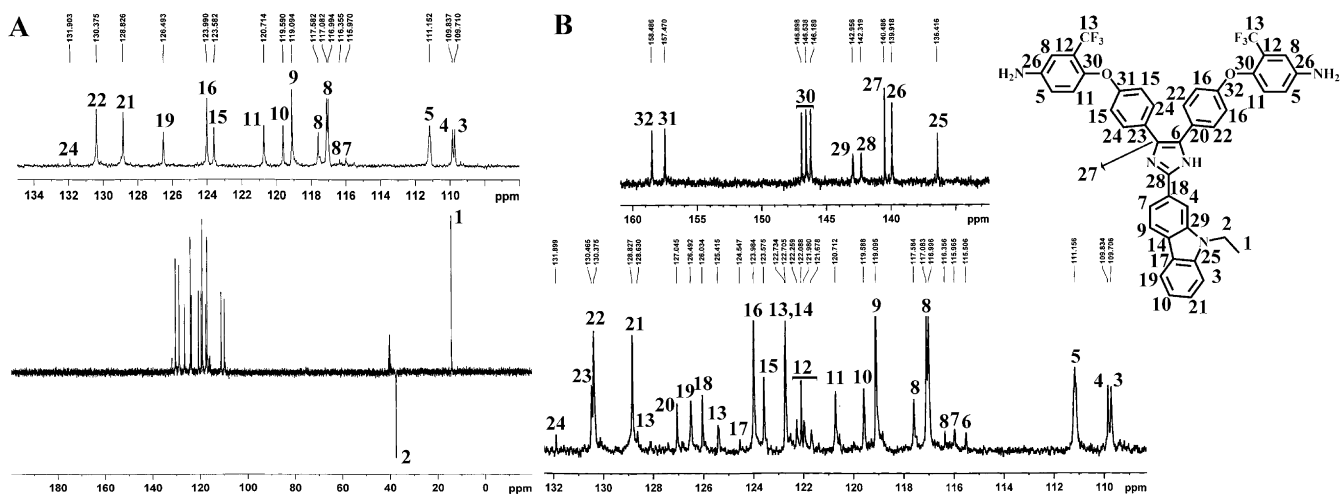 A
131.903 130.375 128.826 126.493 123.990 123.582 120.714 119.590 119.094 117.582 117.082 116.994 116.355 115.970 111.152 109.837 109.710
24 22 21 19 16 15 11 10 9 8 8 8 7 5 4 3
135 134 132 130 128 126 124 122 120 118 116 114 112 110 ppm
1
2
180 160 140 120 100 80 60 40 20 0 ppm
B
158.486 157.470 146.898 146.538 146.189 142.956 142.319 140.486 139.918 136.416
32 31 30 29 28 27 26 25
160 155 150 145 140 ppm
131.899 130.465 130.375 128.827 128.630 127.045 126.492 126.034 125.415 124.547 123.984 123.575 122.734 122.705 122.259 122.088 121.980 121.678 120.712 119.588 119.095 117.584 117.083 116.996 116.356 115.965 115.506 111.156 109.834 109.706
24 23 22 21 13 20 19 18 13 17 16 15 13,14 12 11 10 9 8 8 8 7 6 5 4 3
132 130 128 126 124 122 120 118 116 114 112 110 ppm
13 13
CF₃ F₃C
8 12 12 8
26 30 30 26
H₂N O 31 15 16 32 O NH₂
5 11 22 11 5
15 24 16
24 23 6 20 22
N NH
27 28
18 4
7 29 2
9 N 1
14 25
17 3
19
10 21